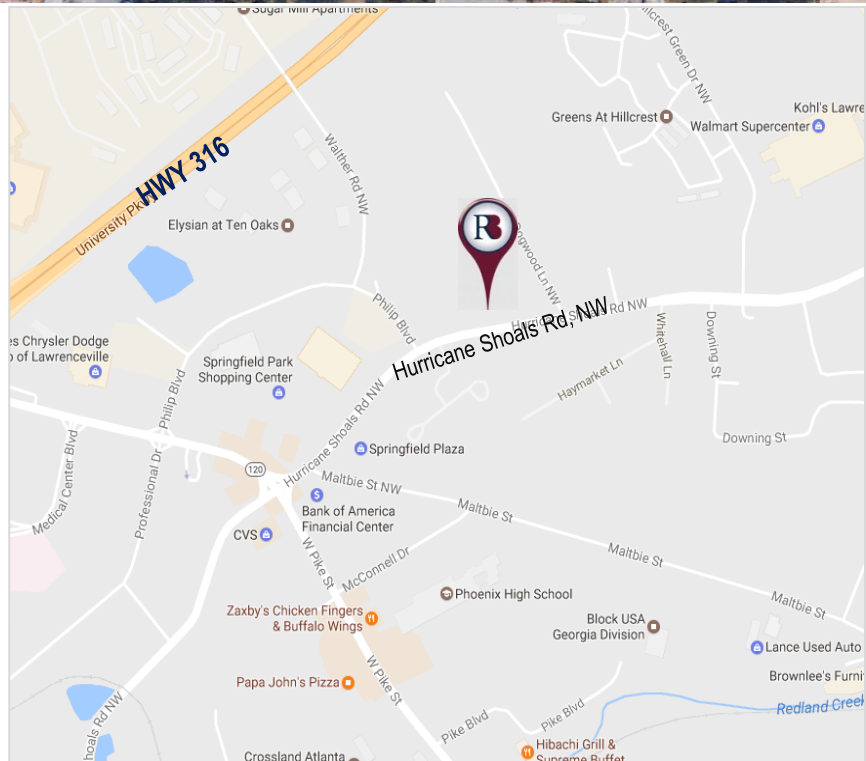 Sugar Mill Apartments
Hillcrest Green Dr NW
Kohl's Lawre
Greens At Hillcrest
Walmart Supercenter
HWY 316
University Pkwy
Walther Rd NW
Elysian at Ten Oaks
RB
Dogwood Ln NW
Philip Blvd
Hurricane Shoals Rd NW
Hurricane Shoals Rd, NW
Whitehall Ln
Downing St
es Chrysler Dodge
p of Lawrenceville
Springfield Park
Shopping Center
Haymarket Ln
Philip Blvd
Hurricane Shoals Rd NW
Downing St
Medical Center Blvd
Professional Dr
120
Springfield Plaza
Maltbie St NW
Bank of America
Financial Center
Maltbie St
CVS
W Pike St
McConnell Dr
Maltbie St
Phoenix High School
Maltbie St
Zaxby's Chicken Fingers
& Buffalo Wings
Block USA
Georgia Division
Lance Used Auto
W Pike St
Papa John's Pizza
Brownlee's Furni
Redland Creek
hoals Rd NW
Pike Blvd
Pike Blvd
Hibachi Grill &
Supreme Buffet
Crossland Atlanta